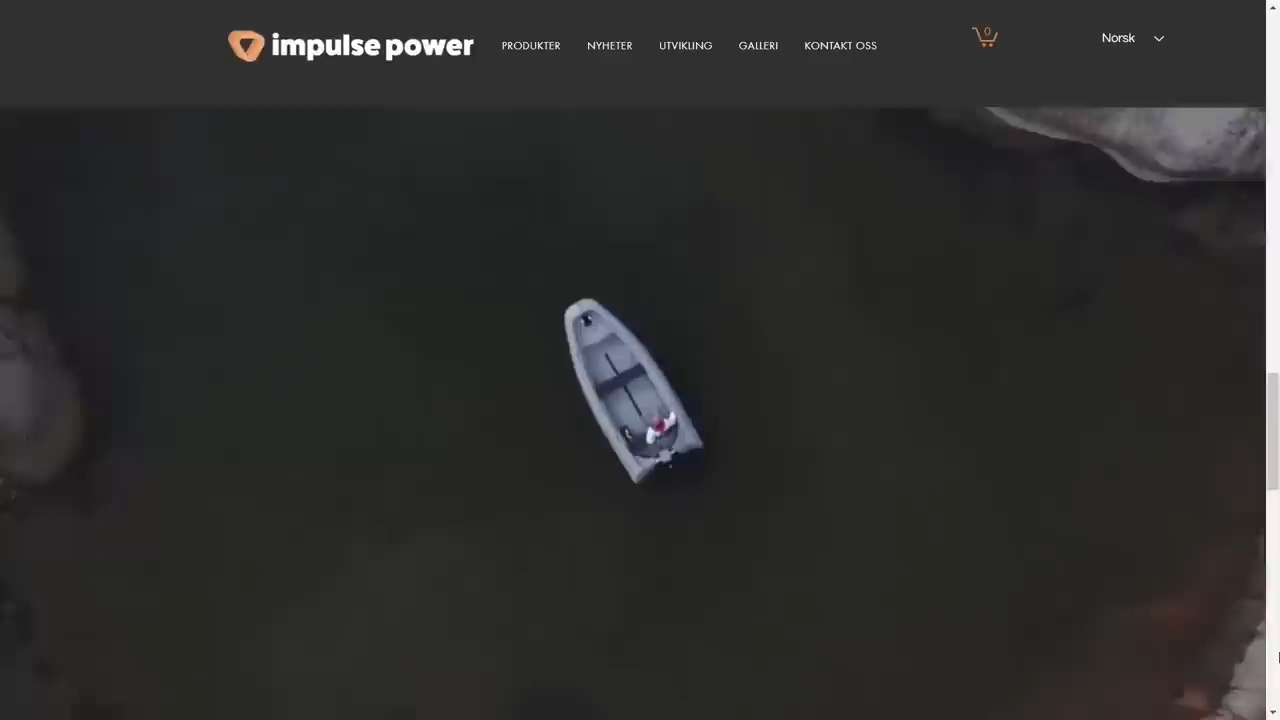 impulse power
PRODUKTER
NYHETER
UTVIKLING
GALLERI
KONTAKT OSS
0
Norsk